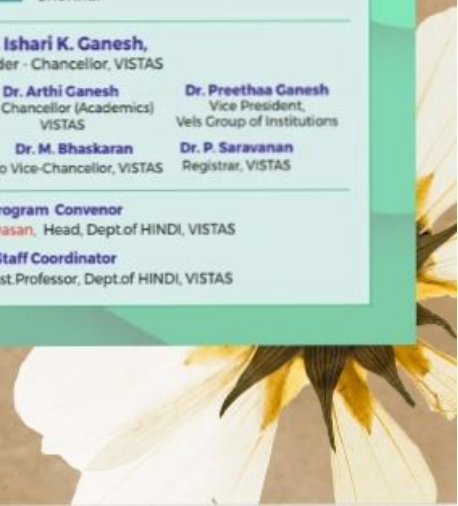 Ishari K. Ganesh,
der - Chancellor, VISTAS
Dr. Arthi Ganesh
Chancellor (Academics)
VISTAS
Dr. Preethaa Ganesh
Vice President,
Vels Group of Institutions
Dr. M. Bhaskaran
o Vice-Chancellor, VISTAS
Dr. P. Saravanan
Registrar, VISTAS
rogram Convenor
asan, Head, Dept.of HINDI, VISTAS
Staff Coordinator
st.Professor, Dept.of HINDI, VISTAS